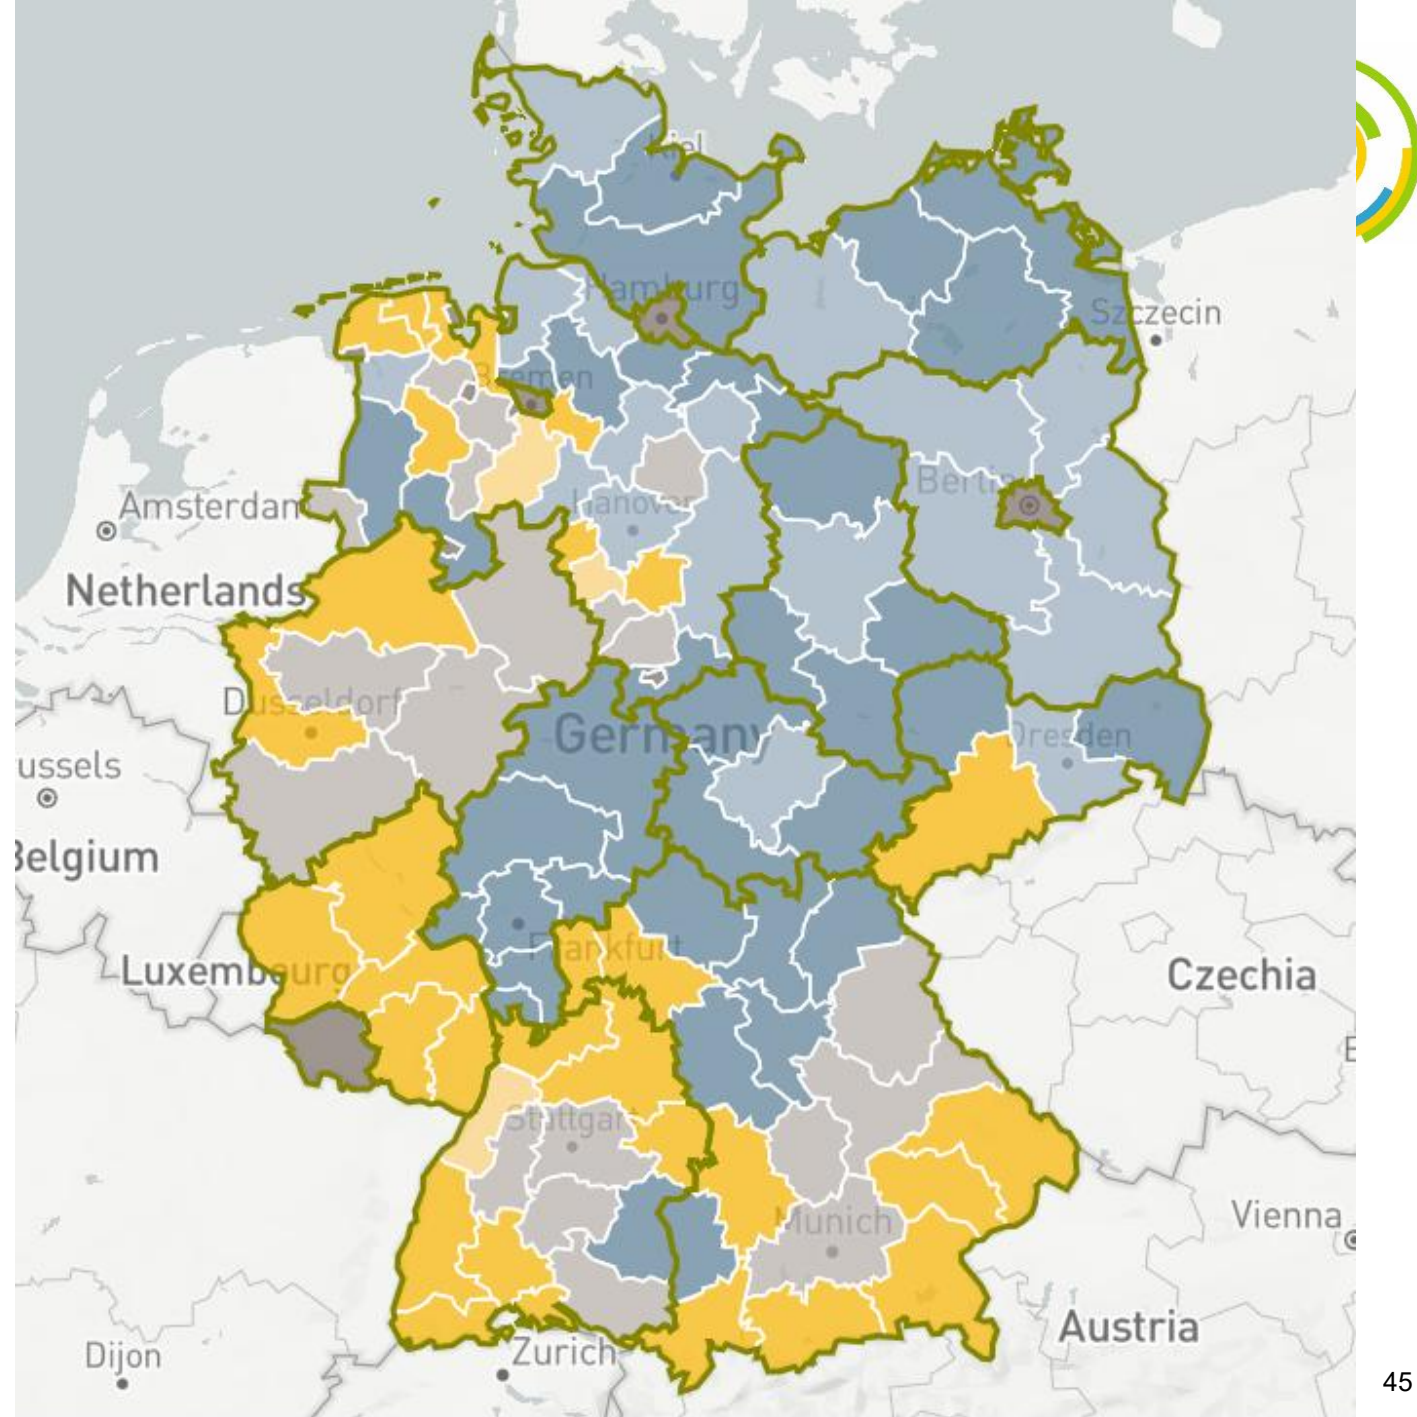 Kiel
Hamburg
Szczecin
Bremen
Berlin
Amsterdam
Hanover
Netherlands
Dusseldorf
Germany
Dresden
ussels
Belgium
Frankfurt
Luxembourg
Czechia
E
Stuttgart
Munich
Vienna
Austria
Dijon
Zurich
45